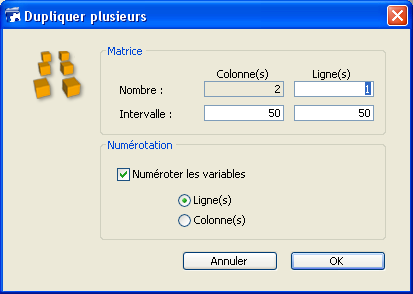 Dupliquer plusieurs
Matrice
Colonne(s) Ligne(s)
Nombre : 2 1
Intervalle : 50 50
Numérotation
Numéroter les variables
Ligne(s)
Colonne(s)
Annuler OK